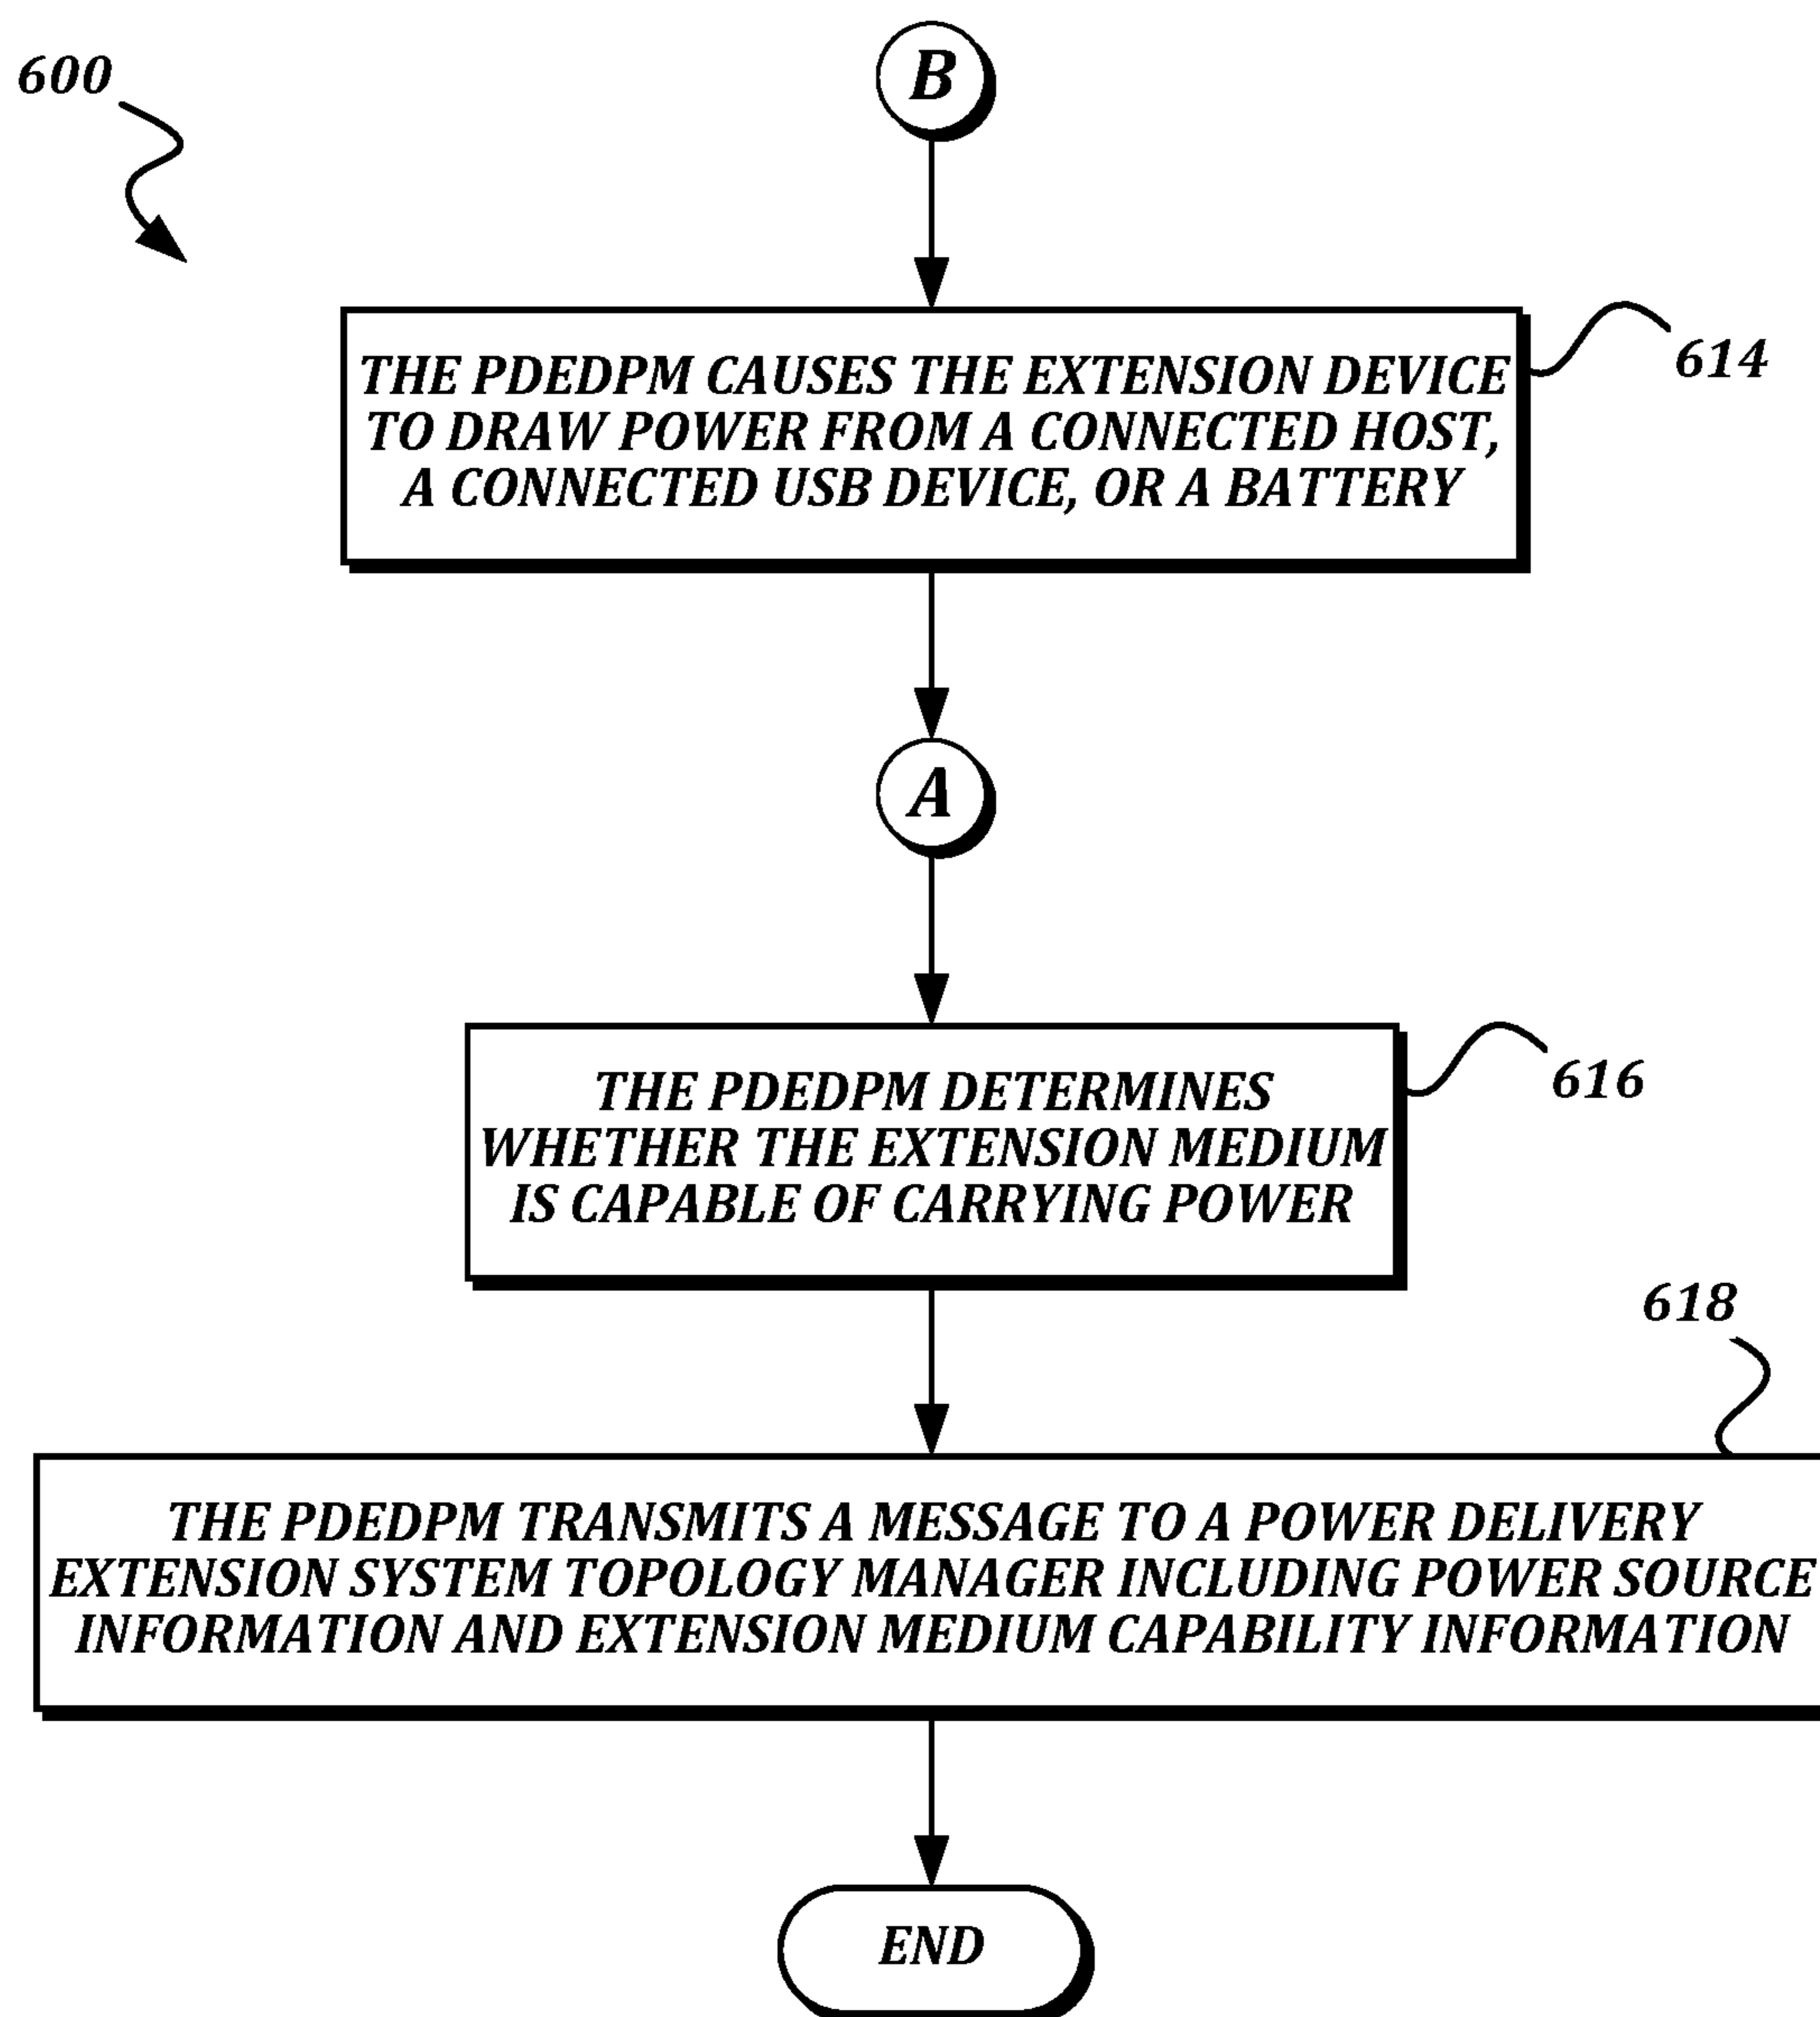 600
B
THE PDEDPM CAUSES THE EXTENSION DEVICE
TO DRAW POWER FROM A CONNECTED HOST,
A CONNECTED USB DEVICE, OR A BATTERY
614
A
THE PDEDPM DETERMINES
WHETHER THE EXTENSION MEDIUM
IS CAPABLE OF CARRYING POWER
616
618
THE PDEDPM TRANSMITS A MESSAGE TO A POWER DELIVERY
EXTENSION SYSTEM TOPOLOGY MANAGER INCLUDING POWER SOURCE
INFORMATION AND EXTENSION MEDIUM CAPABILITY INFORMATION
END